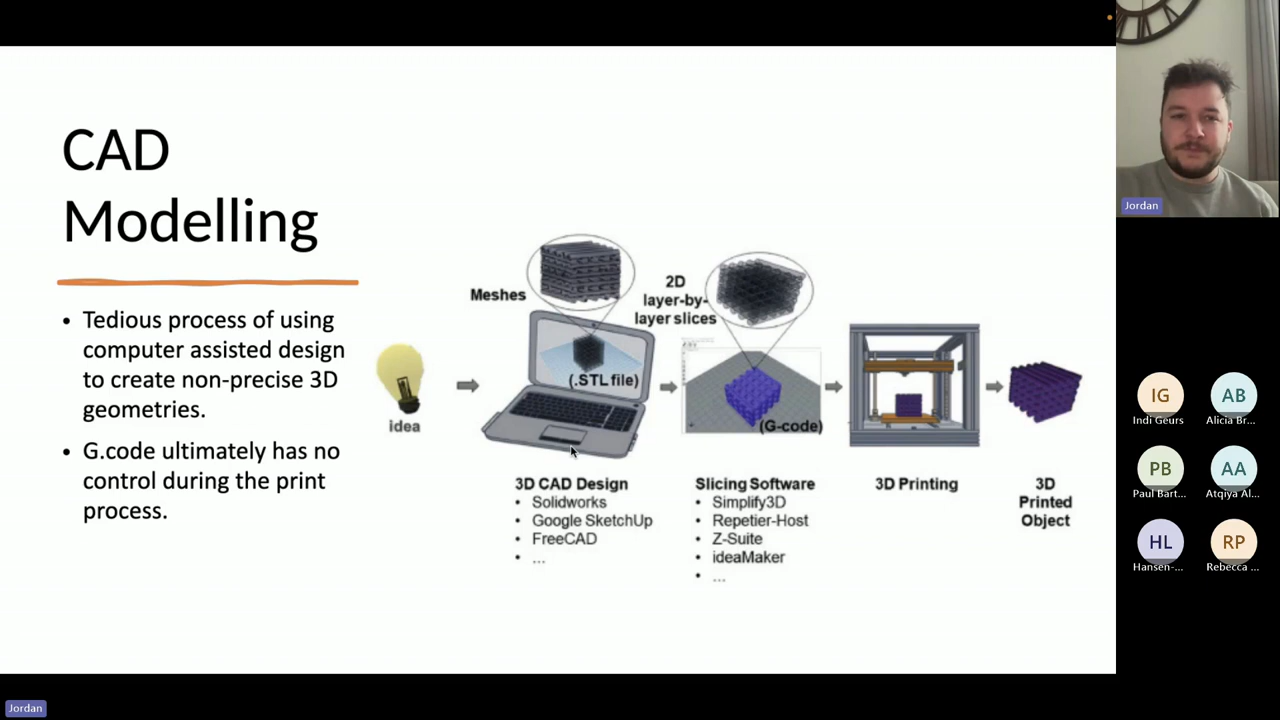 CAD
Modelling
• Tedious process of using
computer assisted design
to create non-precise 3D
geometries.
• G.code ultimately has no
control during the print
process.
idea
Meshes
(.STL file)
3D CAD Design
• Solidworks
• Google SketchUp
• FreeCAD
• ...
2D
layer-by-
layer slices
(G-code)
Slicing Software
• Simplify3D
• Repetier-Host
• Z-Suite
• ideaMaker
• ...
3D Printing
3D
Printed
Object
Jordan
IG
Indi Geurs
AB
Alicia Br...
PB
Paul Bart...
AA
Atqiya Al...
HL
Hansen-...
RP
Rebecca ...
Jordan